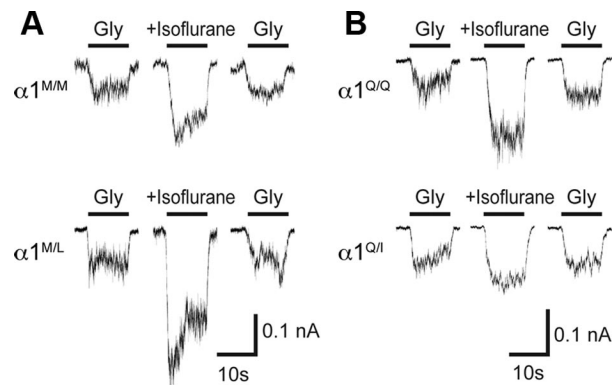 A
Gly +Isoflurane Gly
α1M/M
Gly +Isoflurane Gly
α1M/L
0.1 nA
10s
B
Gly +Isoflurane Gly
α1Q/Q
Gly +Isoflurane Gly
α1Q/I
0.1 nA
10s